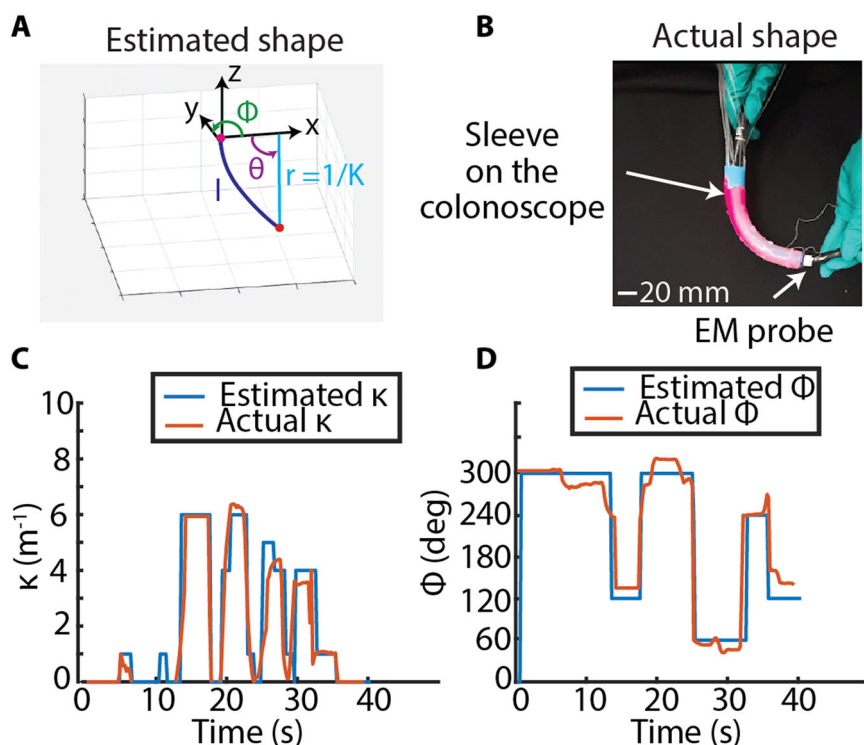 A
Estimated shape
z
y
Φ
x
θ
l
r = 1/K
B
Actual shape
Sleeve
on the
colonoscope
20 mm
EM probe
C
Estimated κ
Actual κ
10
8
6
4
2
0
κ (m⁻¹)
0 10 20 30 40
Time (s)
D
Estimated Φ
Actual Φ
300
240
180
120
60
0
Φ (deg)
0 10 20 30 40
Time (s)